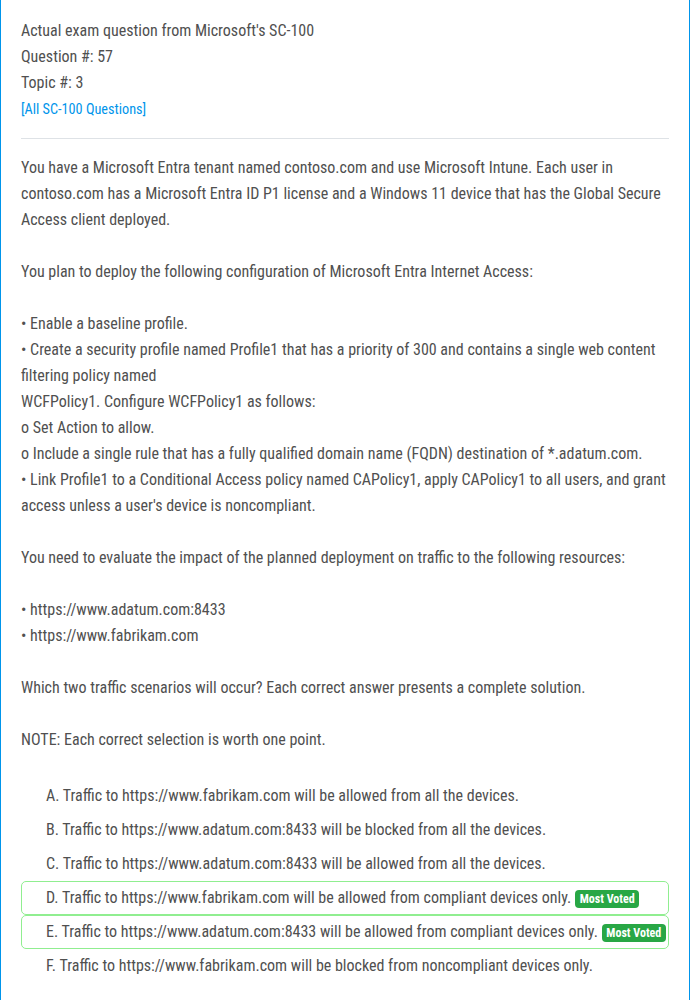 Actual exam question from Microsoft's SC-100
Question #: 57
Topic #: 3
[All SC-100 Questions]
You have a Microsoft Entra tenant named contoso.com and use Microsoft Intune. Each user in
contoso.com has a Microsoft Entra ID P1 license and a Windows 11 device that has the Global Secure
Access client deployed.
You plan to deploy the following configuration of Microsoft Entra Internet Access:
• Enable a baseline profile.
• Create a security profile named Profile1 that has a priority of 300 and contains a single web content
filtering policy named
WCFPolicy1. Configure WCFPolicy1 as follows:
o Set Action to allow.
o Include a single rule that has a fully qualified domain name (FQDN) destination of *.adatum.com.
• Link Profile1 to a Conditional Access policy named CAPolicy1, apply CAPolicy1 to all users, and grant
access unless a user's device is noncompliant.
You need to evaluate the impact of the planned deployment on traffic to the following resources:
• https://www.adatum.com:8433
• https://www.fabrikam.com
Which two traffic scenarios will occur? Each correct answer presents a complete solution.
NOTE: Each correct selection is worth one point.
A. Traffic to https://www.fabrikam.com will be allowed from all the devices.
B. Traffic to https://www.adatum.com:8433 will be blocked from all the devices.
C. Traffic to https://www.adatum.com:8433 will be allowed from all the devices.
D. Traffic to https://www.fabrikam.com will be allowed from compliant devices only. Most Voted
E. Traffic to https://www.adatum.com:8433 will be allowed from compliant devices only. Most Voted
F. Traffic to https://www.fabrikam.com will be blocked from noncompliant devices only.